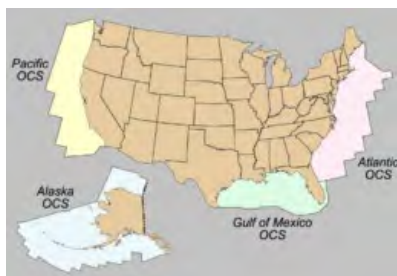 Pacific
OCS
Atlantic
OCS
Alaska
OCS
Gulf of Mexico
OCS